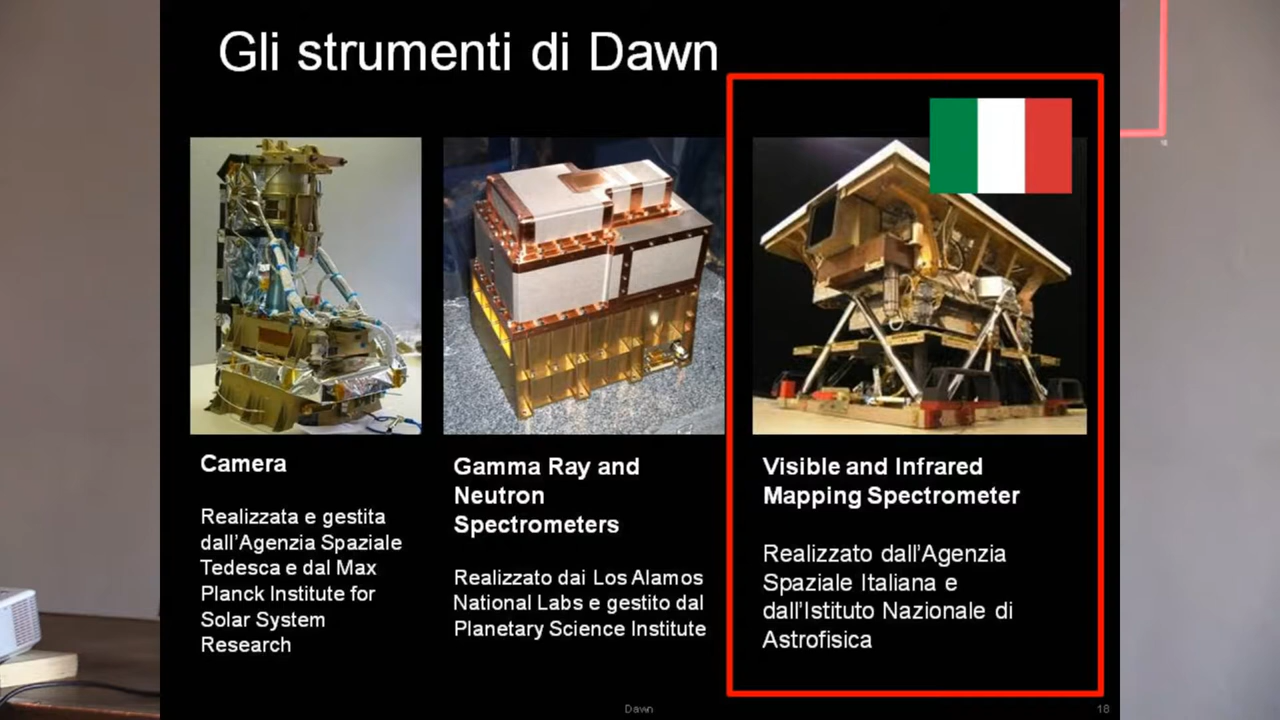 Gli strumenti di Dawn
Camera
Realizzata e gestita
dall'Agenzia Spaziale
Tedesca e dal Max
Planck Institute for
Solar System
Research
Gamma Ray and
Neutron
Spectrometers
Realizzato dai Los Alamos
National Labs e gestito dal
Planetary Science Institute
Visible and Infrared
Mapping Spectrometer
Realizzato dall'Agenzia
Spaziale Italiana e
dall'Istituto Nazionale di
Astrofisica
Dawn
18